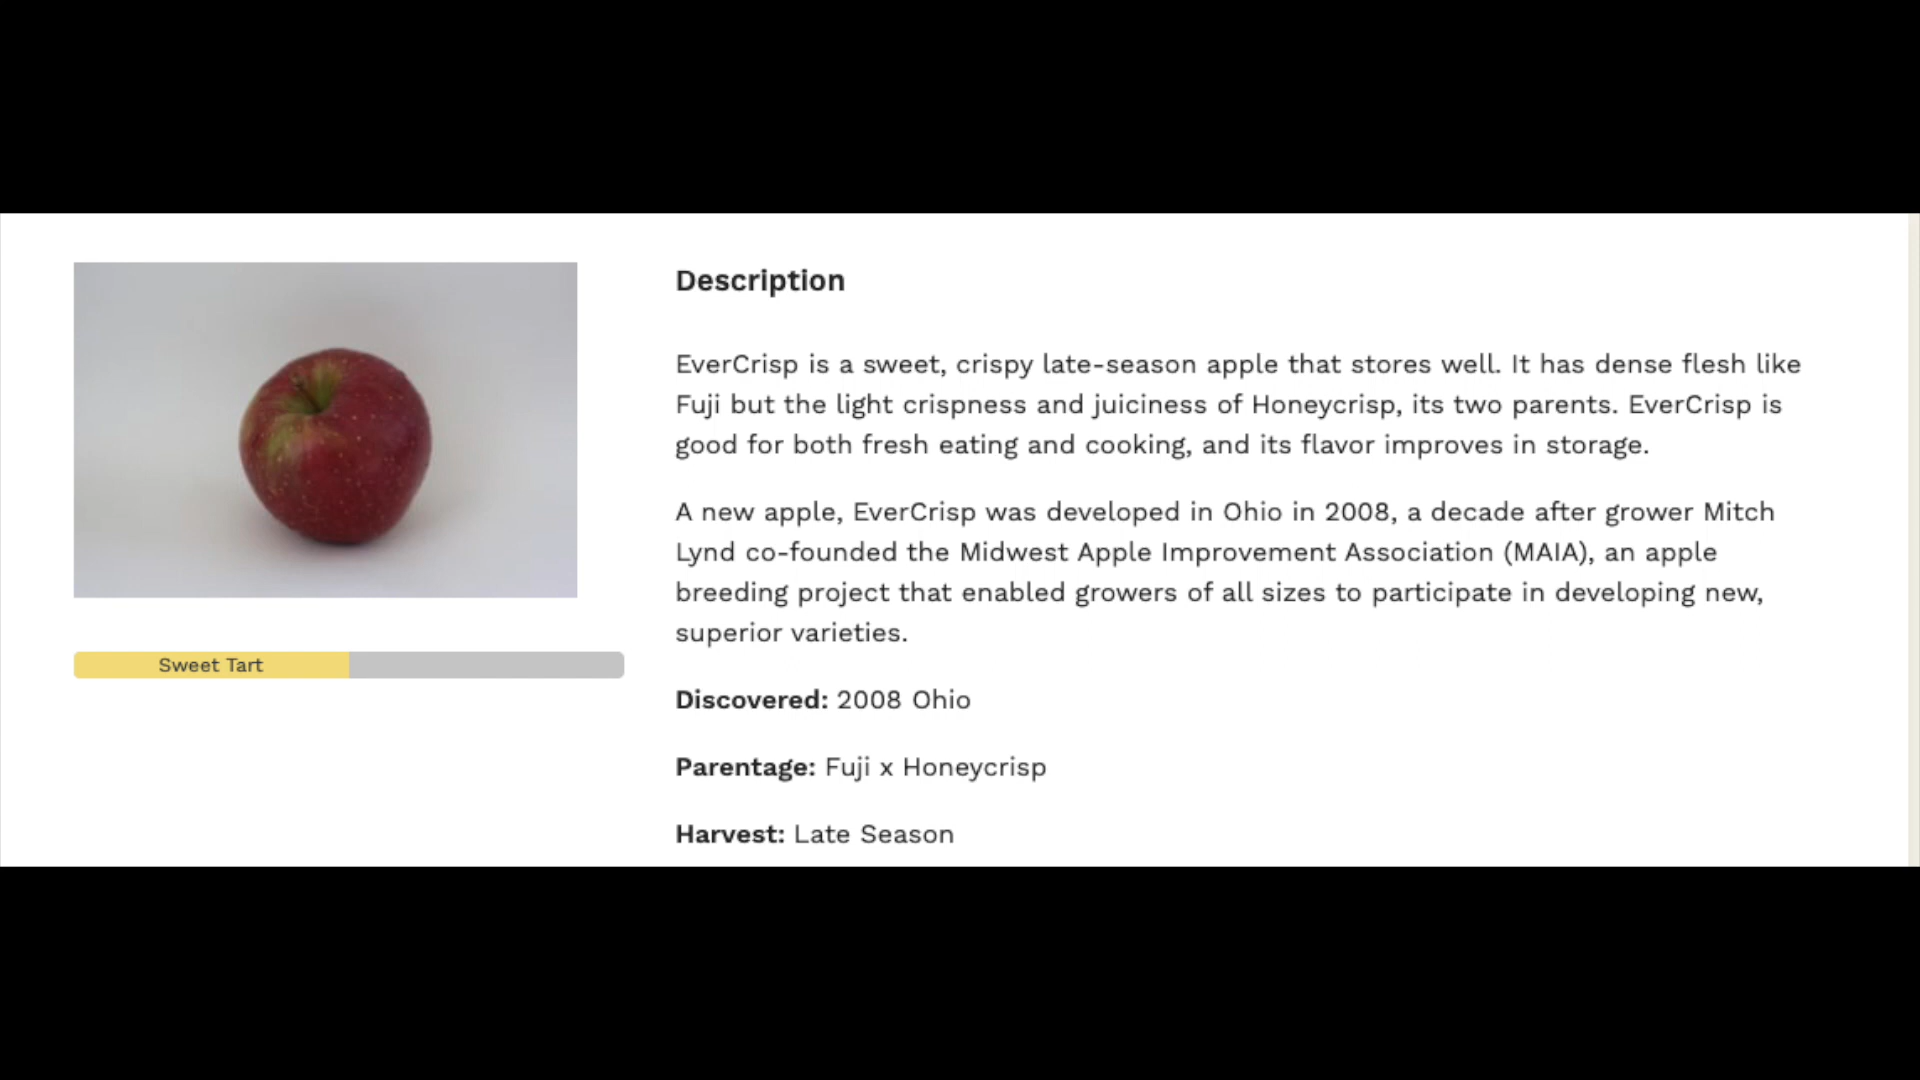 Description
EverCrisp is a sweet, crispy late-season apple that stores well. It has dense flesh like
Fuji but the light crispness and juiciness of Honeycrisp, its two parents. EverCrisp is
good for both fresh eating and cooking, and its flavor improves in storage.
A new apple, EverCrisp was developed in Ohio in 2008, a decade after grower Mitch
Lynd co-founded the Midwest Apple Improvement Association (MAIA), an apple
breeding project that enabled growers of all sizes to participate in developing new,
superior varieties.
Sweet Tart
Discovered: 2008 Ohio
Parentage: Fuji x Honeycrisp
Harvest: Late Season